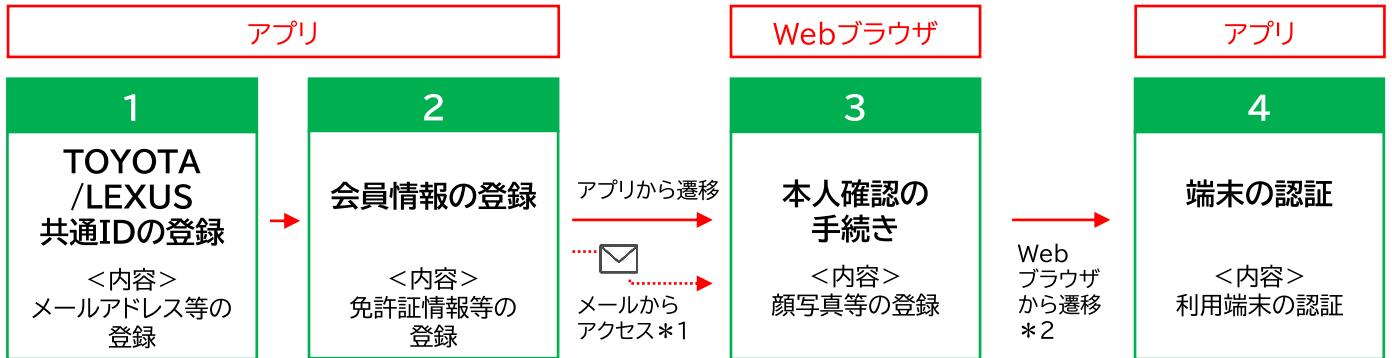 アプリ
Webブラウザ
アプリ
1
TOYOTA
/LEXUS
共通IDの登録
＜内容＞
メールアドレス等の
登録
2
会員情報の登録
＜内容＞
免許証情報等の
登録
アプリから遷移
メールから
アクセス＊1
3
本人確認の
手続き
＜内容＞
顔写真等の登録
Web
ブラウザ
から遷移
＊2
4
端末の認証
＜内容＞
利用端末の認証